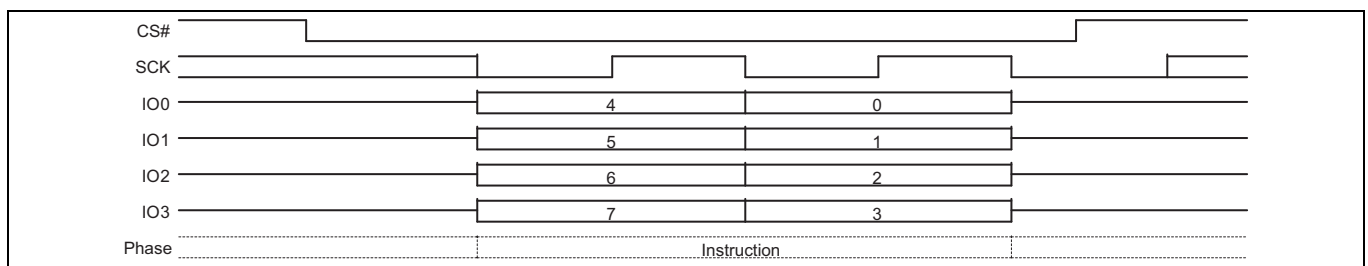 CS#
SCK
IO0 4 0
IO1 5 1
IO2 6 2
IO3 7 3
Phase Instruction